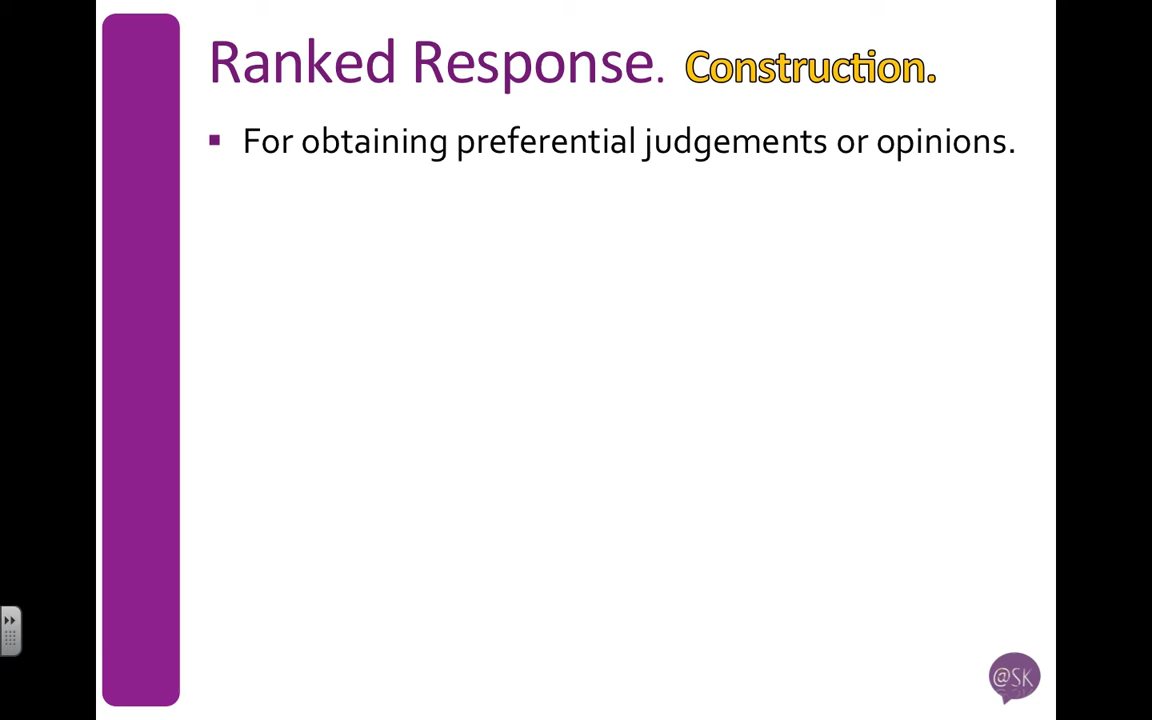 Ranked Response. Construction.
▪ For obtaining preferential judgements or opinions.
@SK